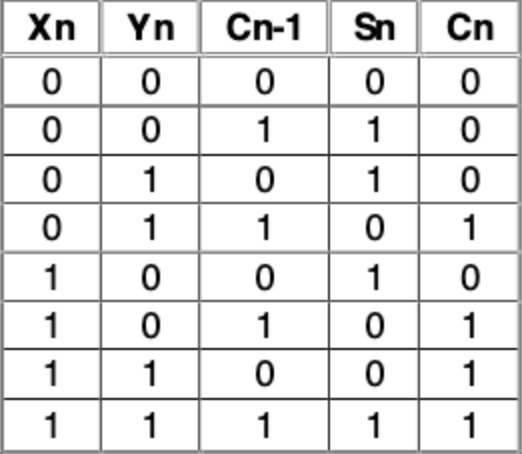 Xn Yn Cn-1 Sn Cn
0 0 0 0 0
0 0 1 1 0
0 1 0 1 0
0 1 1 0 1
1 0 0 1 0
1 0 1 0 1
1 1 0 0 1
1 1 1 1 1